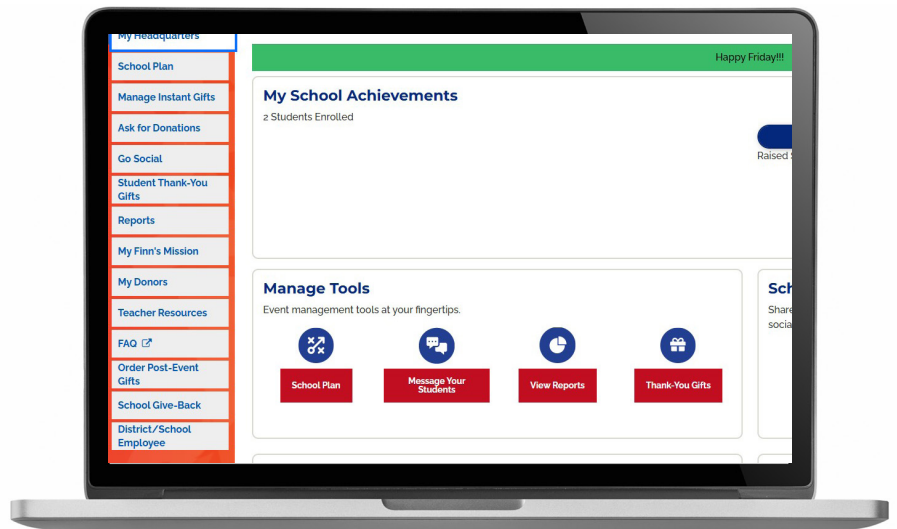 My Headquarters
School Plan
Manage Instant Gifts
Ask for Donations
Go Social
Student Thank-You
Gifts
Reports
My Finn's Mission
My Donors
Teacher Resources
FAQ
Order Post-Event
Gifts
School Give-Back
District/School
Employee
Happy Friday!!!
My School Achievements
2 Students Enrolled
Raised
Manage Tools
Event management tools at your fingertips.
School Plan
Message Your
Students
View Reports
Thank-You Gifts
Sch
Share
socia